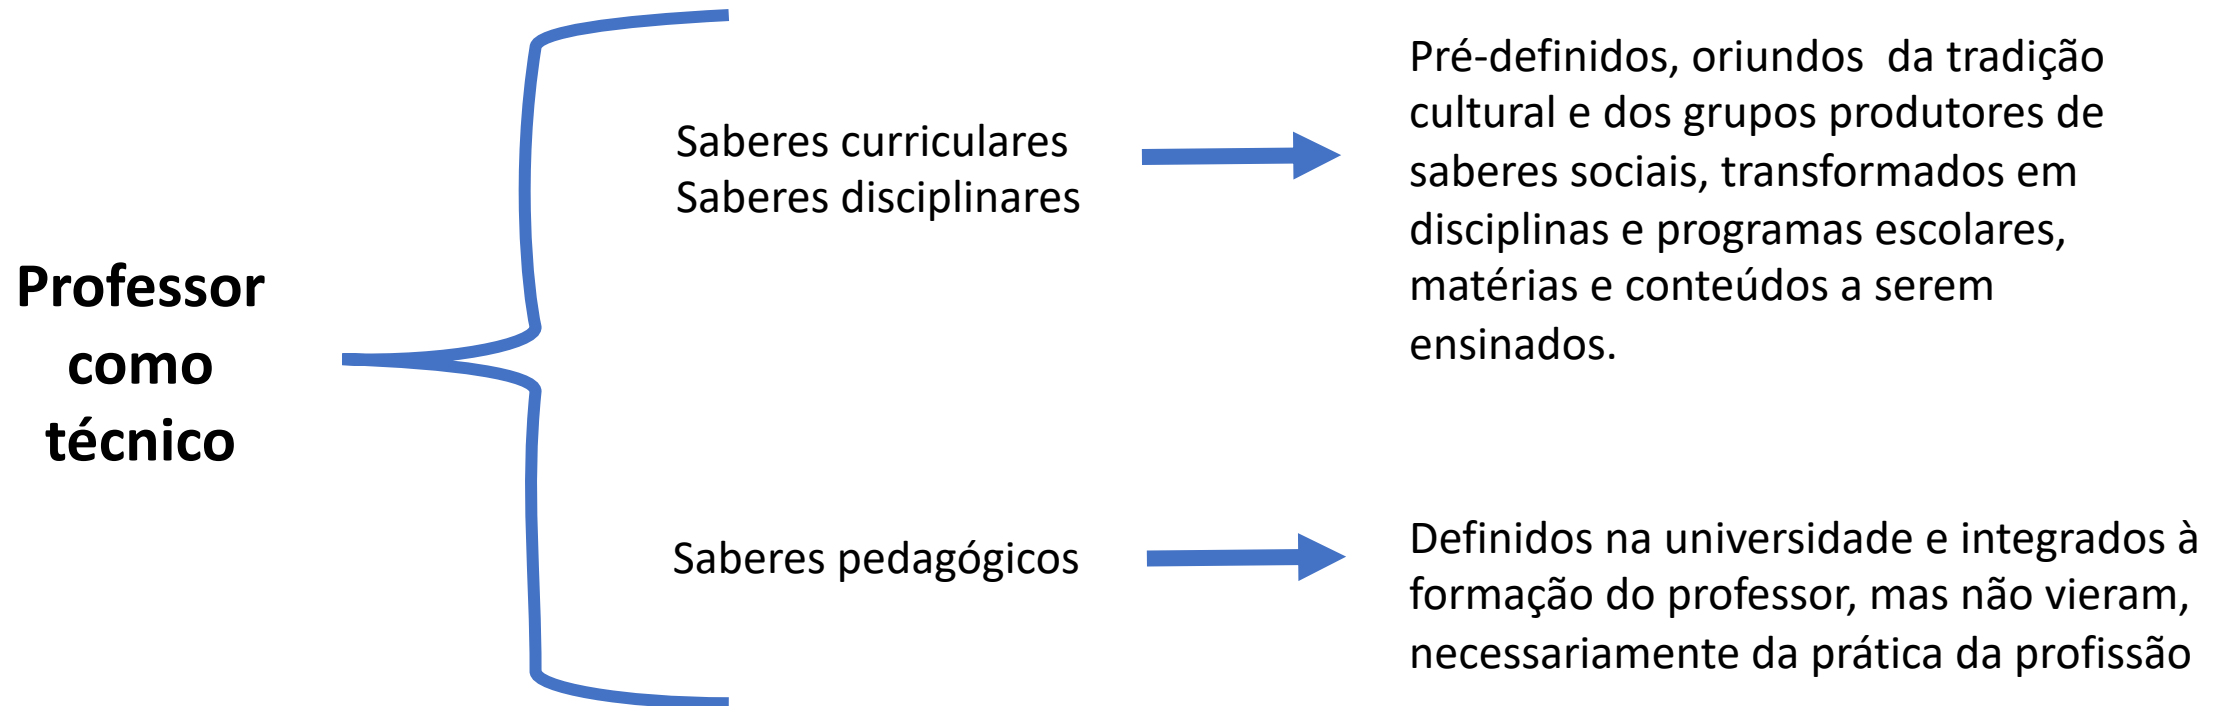 Professor
como
técnico
Saberes curriculares
Saberes disciplinares
Pré-definidos, oriundos  da tradição
cultural e dos grupos produtores de
saberes sociais, transformados em
disciplinas e programas escolares,
matérias e conteúdos a serem
ensinados.
Saberes pedagógicos
Definidos na universidade e integrados à
formação do professor, mas não vieram,
necessariamente da prática da profissão